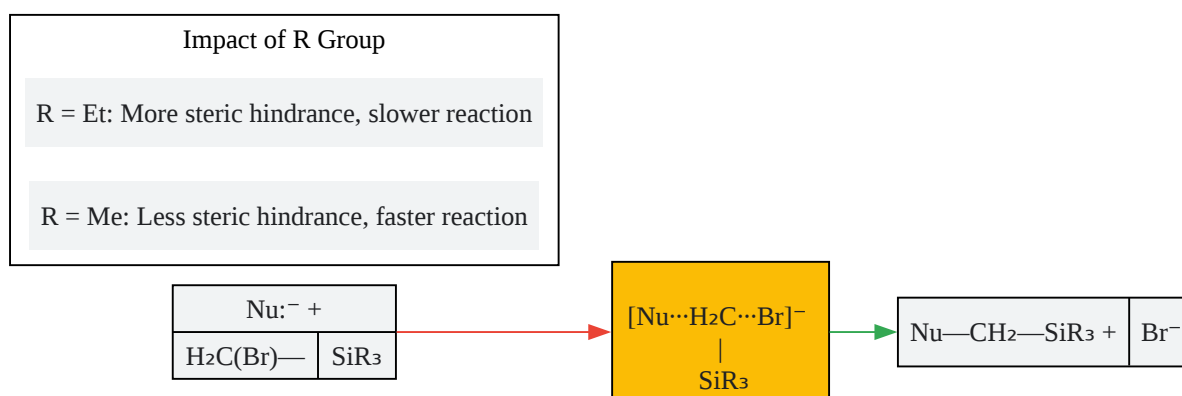 Impact of R Group
R = Et: More steric hindrance, slower reaction
R = Me: Less steric hindrance, faster reaction
Nu:⁻ +
H₂C(Br)— SiR₃
[Nu···H₂C···Br]⁻
|
SiR₃
Nu—CH₂—SiR₃ + Br⁻